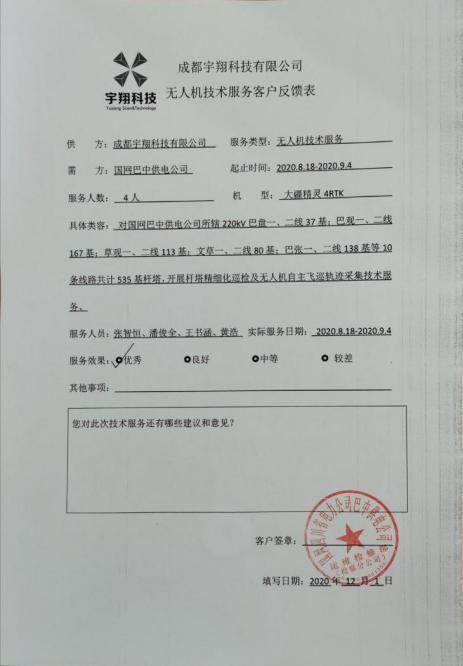 成都宇翔科技有限公司
宇翔科技
无人机技术服务客户反馈表
供 方：成都宇翔科技有限公司 服务类型：无人机技术服务
需 方：国网巴中供电公司 起止时间：2020.8.18-2020.9.4
服务人数： 4 人 机 型： 大疆精灵 4RTK
具体类容：对国网巴中供电公司所辖 220kV 巴盘一、二线 37 基；巴观一、二线
167 基；草观一、二线 113 基；文草一、二线 80 基；巴张一、二线 138 基等 10
条线路共计 535 基杆塔，开展杆塔精细化巡检及无人机自主飞巡轨迹采集技术服
务。
服务人员：张智恒、潘俊全、王书涵、黄浩 实际服务日期：2020.8.18-2020.9.4
服务效果：优秀 良好 中等 较差
其他事项：
您对此次技术服务还有哪些建议和意见？
客户签章：
运维检修部
（检修分公司）
填写日期：2020 年 12 月 1 日